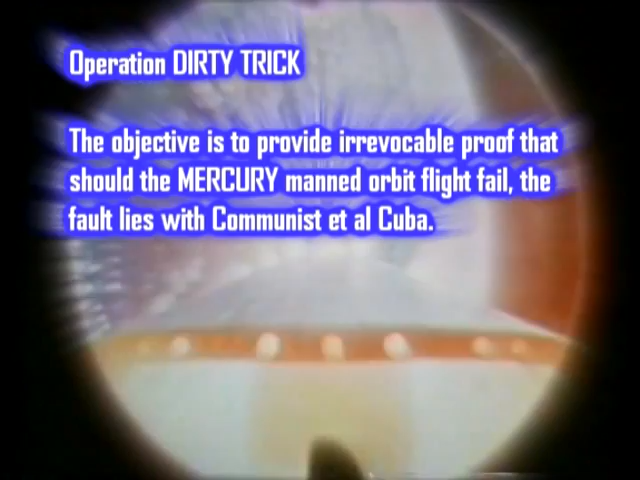 Operation DIRTY TRICK
The objective is to provide irrevocable proof that
should the MERCURY manned orbit flight fail, the
fault lies with Communist et al Cuba.